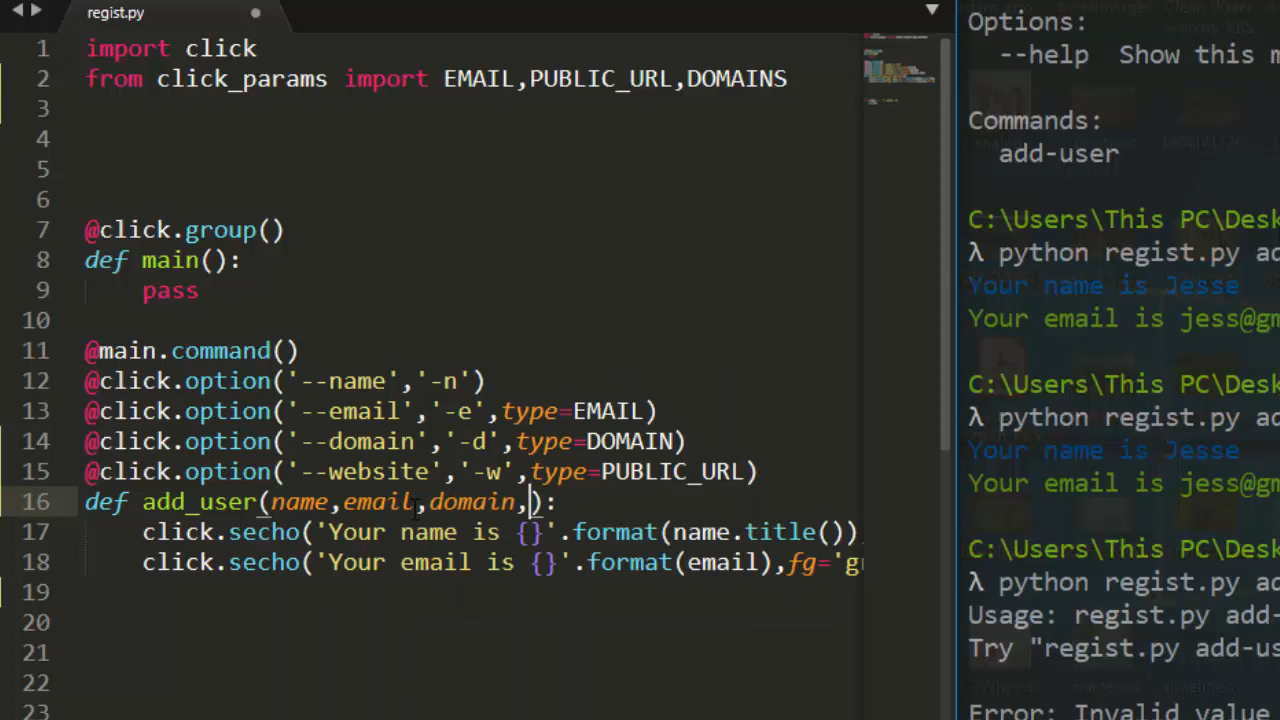 regist.py
1 import click
2 from click_params import EMAIL,PUBLIC_URL,DOMAINS
3
4
5
6
7 @click.group()
8 def main():
9 pass
10
11 @main.command()
12 @click.option('--name','-n')
13 @click.option('--email','-e',type=EMAIL)
14 @click.option('--domain','-d',type=DOMAIN)
15 @click.option('--website','-w',type=PUBLIC_URL)
16 def add_user(name,email,domain,):
17 click.secho('Your name is {}'.format(name.title())
18 click.secho('Your email is {}'.format(email),fg='gr
19
20
21
22
23
Options:
--help Show this m
Commands:
add-user
C:\Users\This PC\Desk
λ python regist.py ad
Your name is Jesse
Your email is jess@gm
C:\Users\This PC\Desk
λ python regist.py ad
Your name is Jesse
Your email is jess@gm
C:\Users\This PC\Desk
λ python regist.py ad
Usage: regist.py add-
Try "regist.py add-us
Error: Invalid value